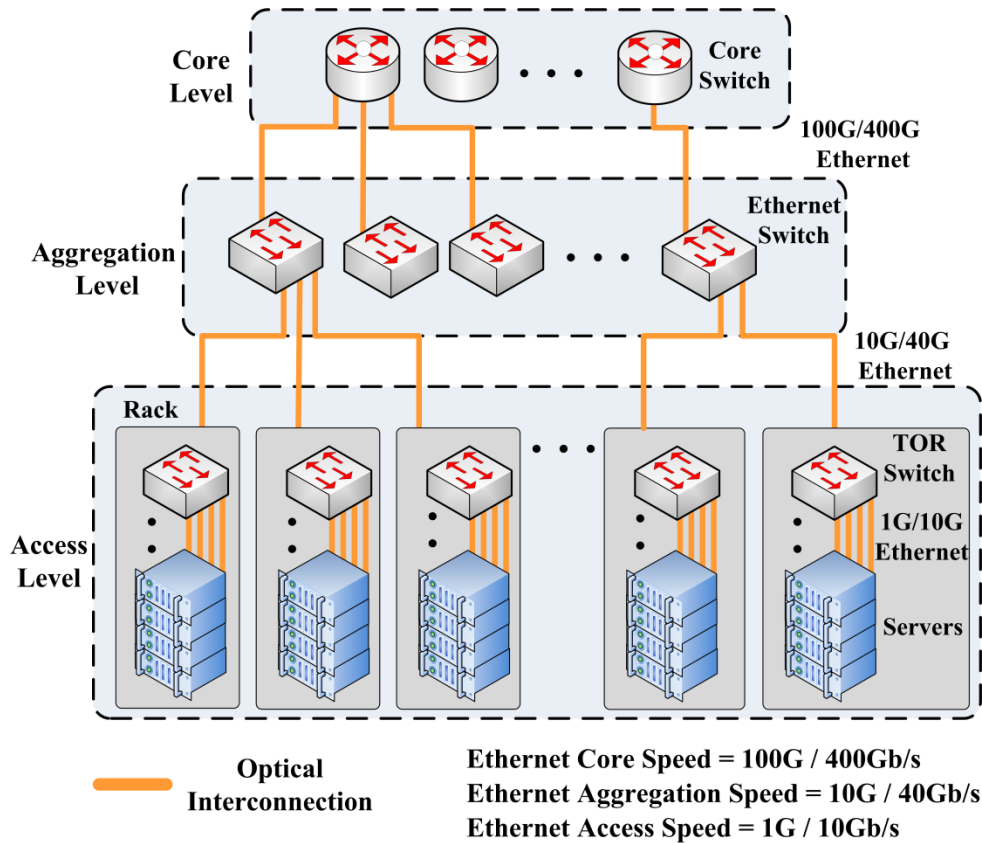 Core
Level
Core
Switch
100G/400G
Ethernet
Aggregation
Level
Ethernet
Switch
10G/40G
Ethernet
Access
Level
Rack
TOR
Switch
1G/10G
Ethernet
Servers
Optical
Interconnection
Ethernet Core Speed = 100G / 400Gb/s
Ethernet Aggregation Speed = 10G / 40Gb/s
Ethernet Access Speed = 1G / 10Gb/s